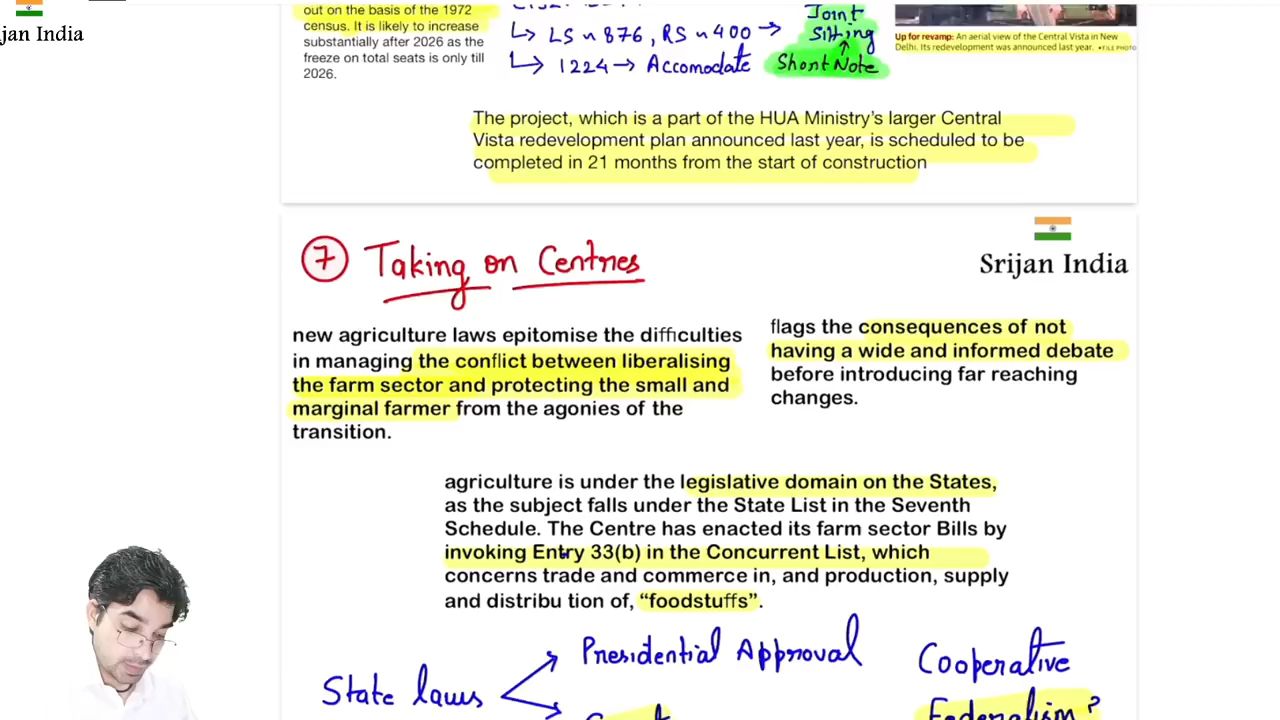 Srijan India
out on the basis of the 1972
census. It is likely to increase
substantially after 2026 as the
freeze on total seats is only till
2026.
↳ LS ~ 876, RS ~ 400 →
↳ 1224 → Accomodate
Joint
Sitting
↑
Short Note
Up for revamp: An aerial view of the Central Vista in New
Delhi. Its redevelopment was announced last year. •FILE PHOTO
The project, which is a part of the HUA Ministry's larger Central
Vista redevelopment plan announced last year, is scheduled to be
completed in 21 months from the start of construction
7 Taking on Centres
Srijan India
new agriculture laws epitomise the difficulties
in managing the conflict between liberalising
the farm sector and protecting the small and
marginal farmer from the agonies of the
transition.
flags the consequences of not
having a wide and informed debate
before introducing far reaching
changes.
agriculture is under the legislative domain on the States,
as the subject falls under the State List in the Seventh
Schedule. The Centre has enacted its farm sector Bills by
invoking Entry 33(b) in the Concurrent List, which
concerns trade and commerce in, and production, supply
and distribu tion of, “foodstuffs”.
State laws
Presidential Approval
Cooperative
Federalism?